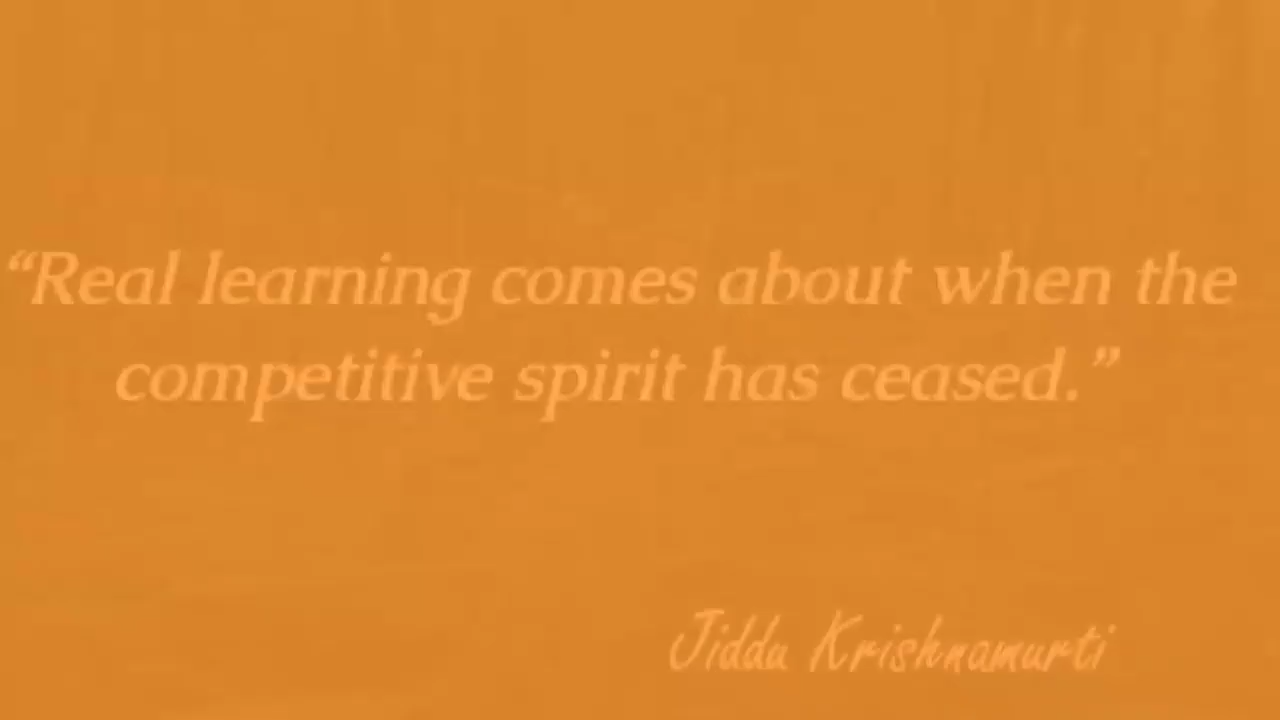 “Real learning comes about when the
competitive spirit has ceased.”
Jiddu Krishnamurti